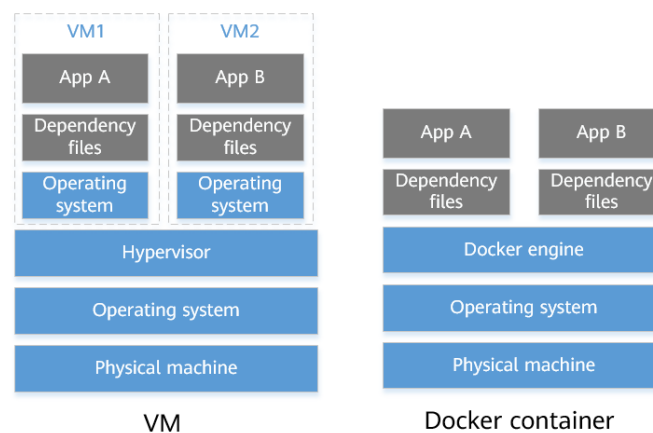 VM1
VM2
App A
App B
Dependency
files
Dependency
files
Operating
system
Operating
system
Hypervisor
Operating system
Physical machine
VM
App A
App B
Dependency
files
Dependency
files
Docker engine
Operating system
Physical machine
Docker container